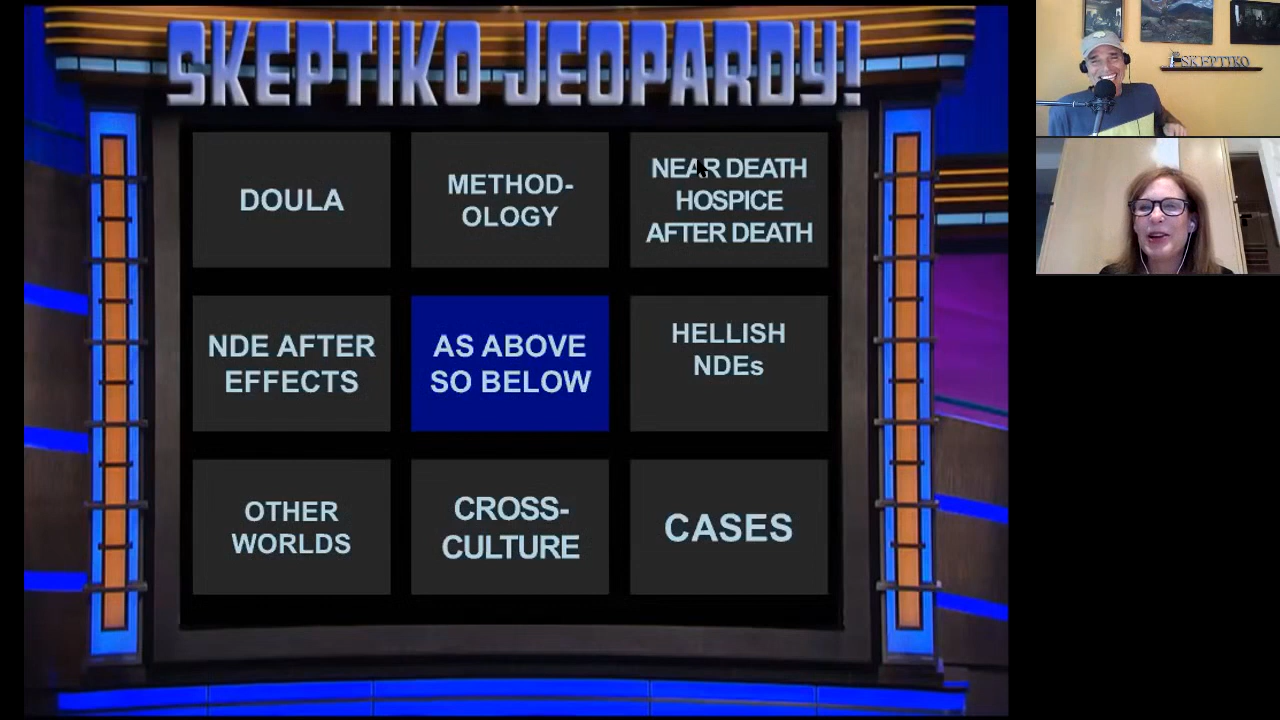 SKEPTIKO JEOPARDY!
DOULA
METHOD-
OLOGY
NEAR DEATH
HOSPICE
AFTER DEATH
NDE AFTER
EFFECTS
AS ABOVE
SO BELOW
HELLISH
NDEs
OTHER
WORLDS
CROSS-
CULTURE
CASES
SKEPTIKO